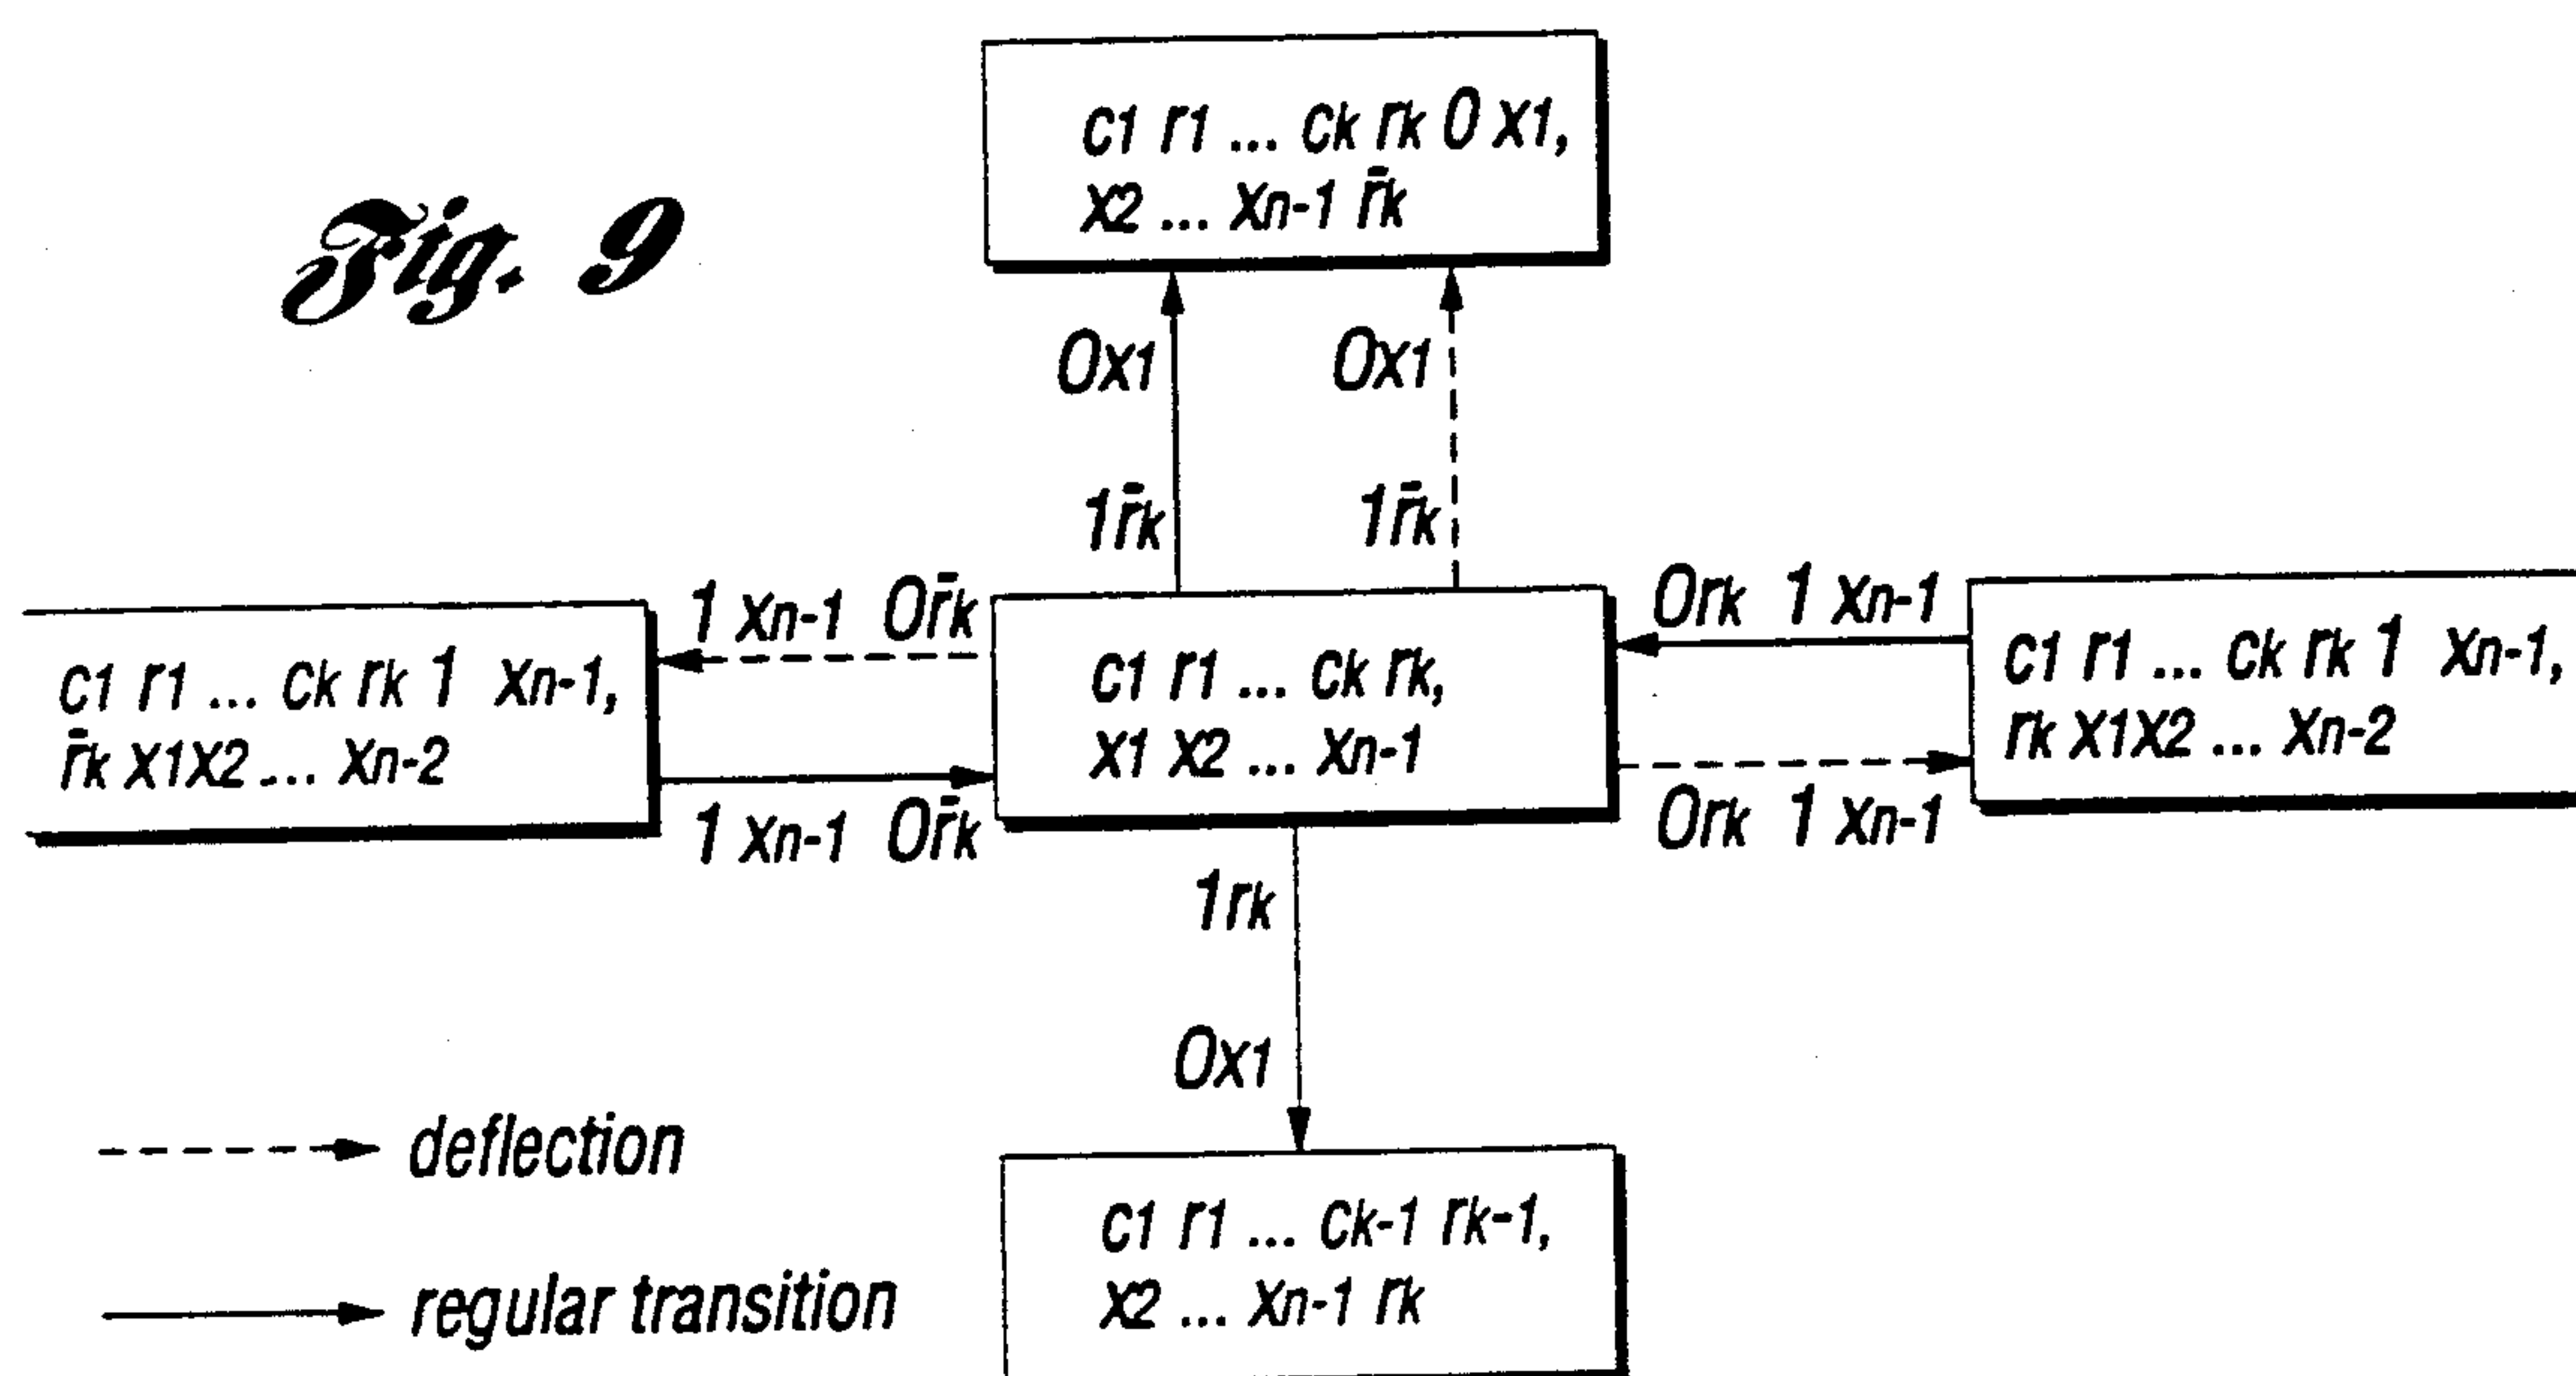 Fig. 9
c1 r1 ... ck rk 0 x1,
x2 ... xn-1 r̄k
0x1
0x1
1r̄k
1r̄k
1 xn-1 0r̄k
0rk 1 xn-1
c1 r1 ... ck rk 1 xn-1,
r̄k x1x2 ... xn-2
c1 r1 ... ck rk,
x1 x2 ... xn-1
c1 r1 ... ck rk 1 xn-1,
rk x1x2 ... xn-2
1 xn-1 0r̄k
0rk 1 xn-1
1rk
0x1
deflection
c1 r1 ... ck-1 rk-1,
x2 ... xn-1 rk
regular transition